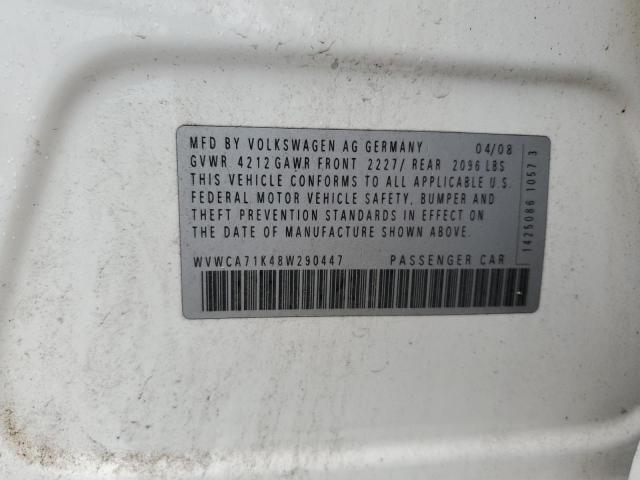 MFD BY VOLKSWAGEN AG GERMANY 04/08
GVWR 4212 GAWR FRONT 2227/ REAR 2096 LBS
THIS VEHICLE CONFORMS TO ALL APPLICABLE U.S.
FEDERAL MOTOR VEHICLE SAFETY, BUMPER AND
THEFT PREVENTION STANDARDS IN EFFECT ON
THE DATE OF MANUFACTURE SHOWN ABOVE.
WVWCA71K48W290447 PASSENGER CAR
1425086 1057 3